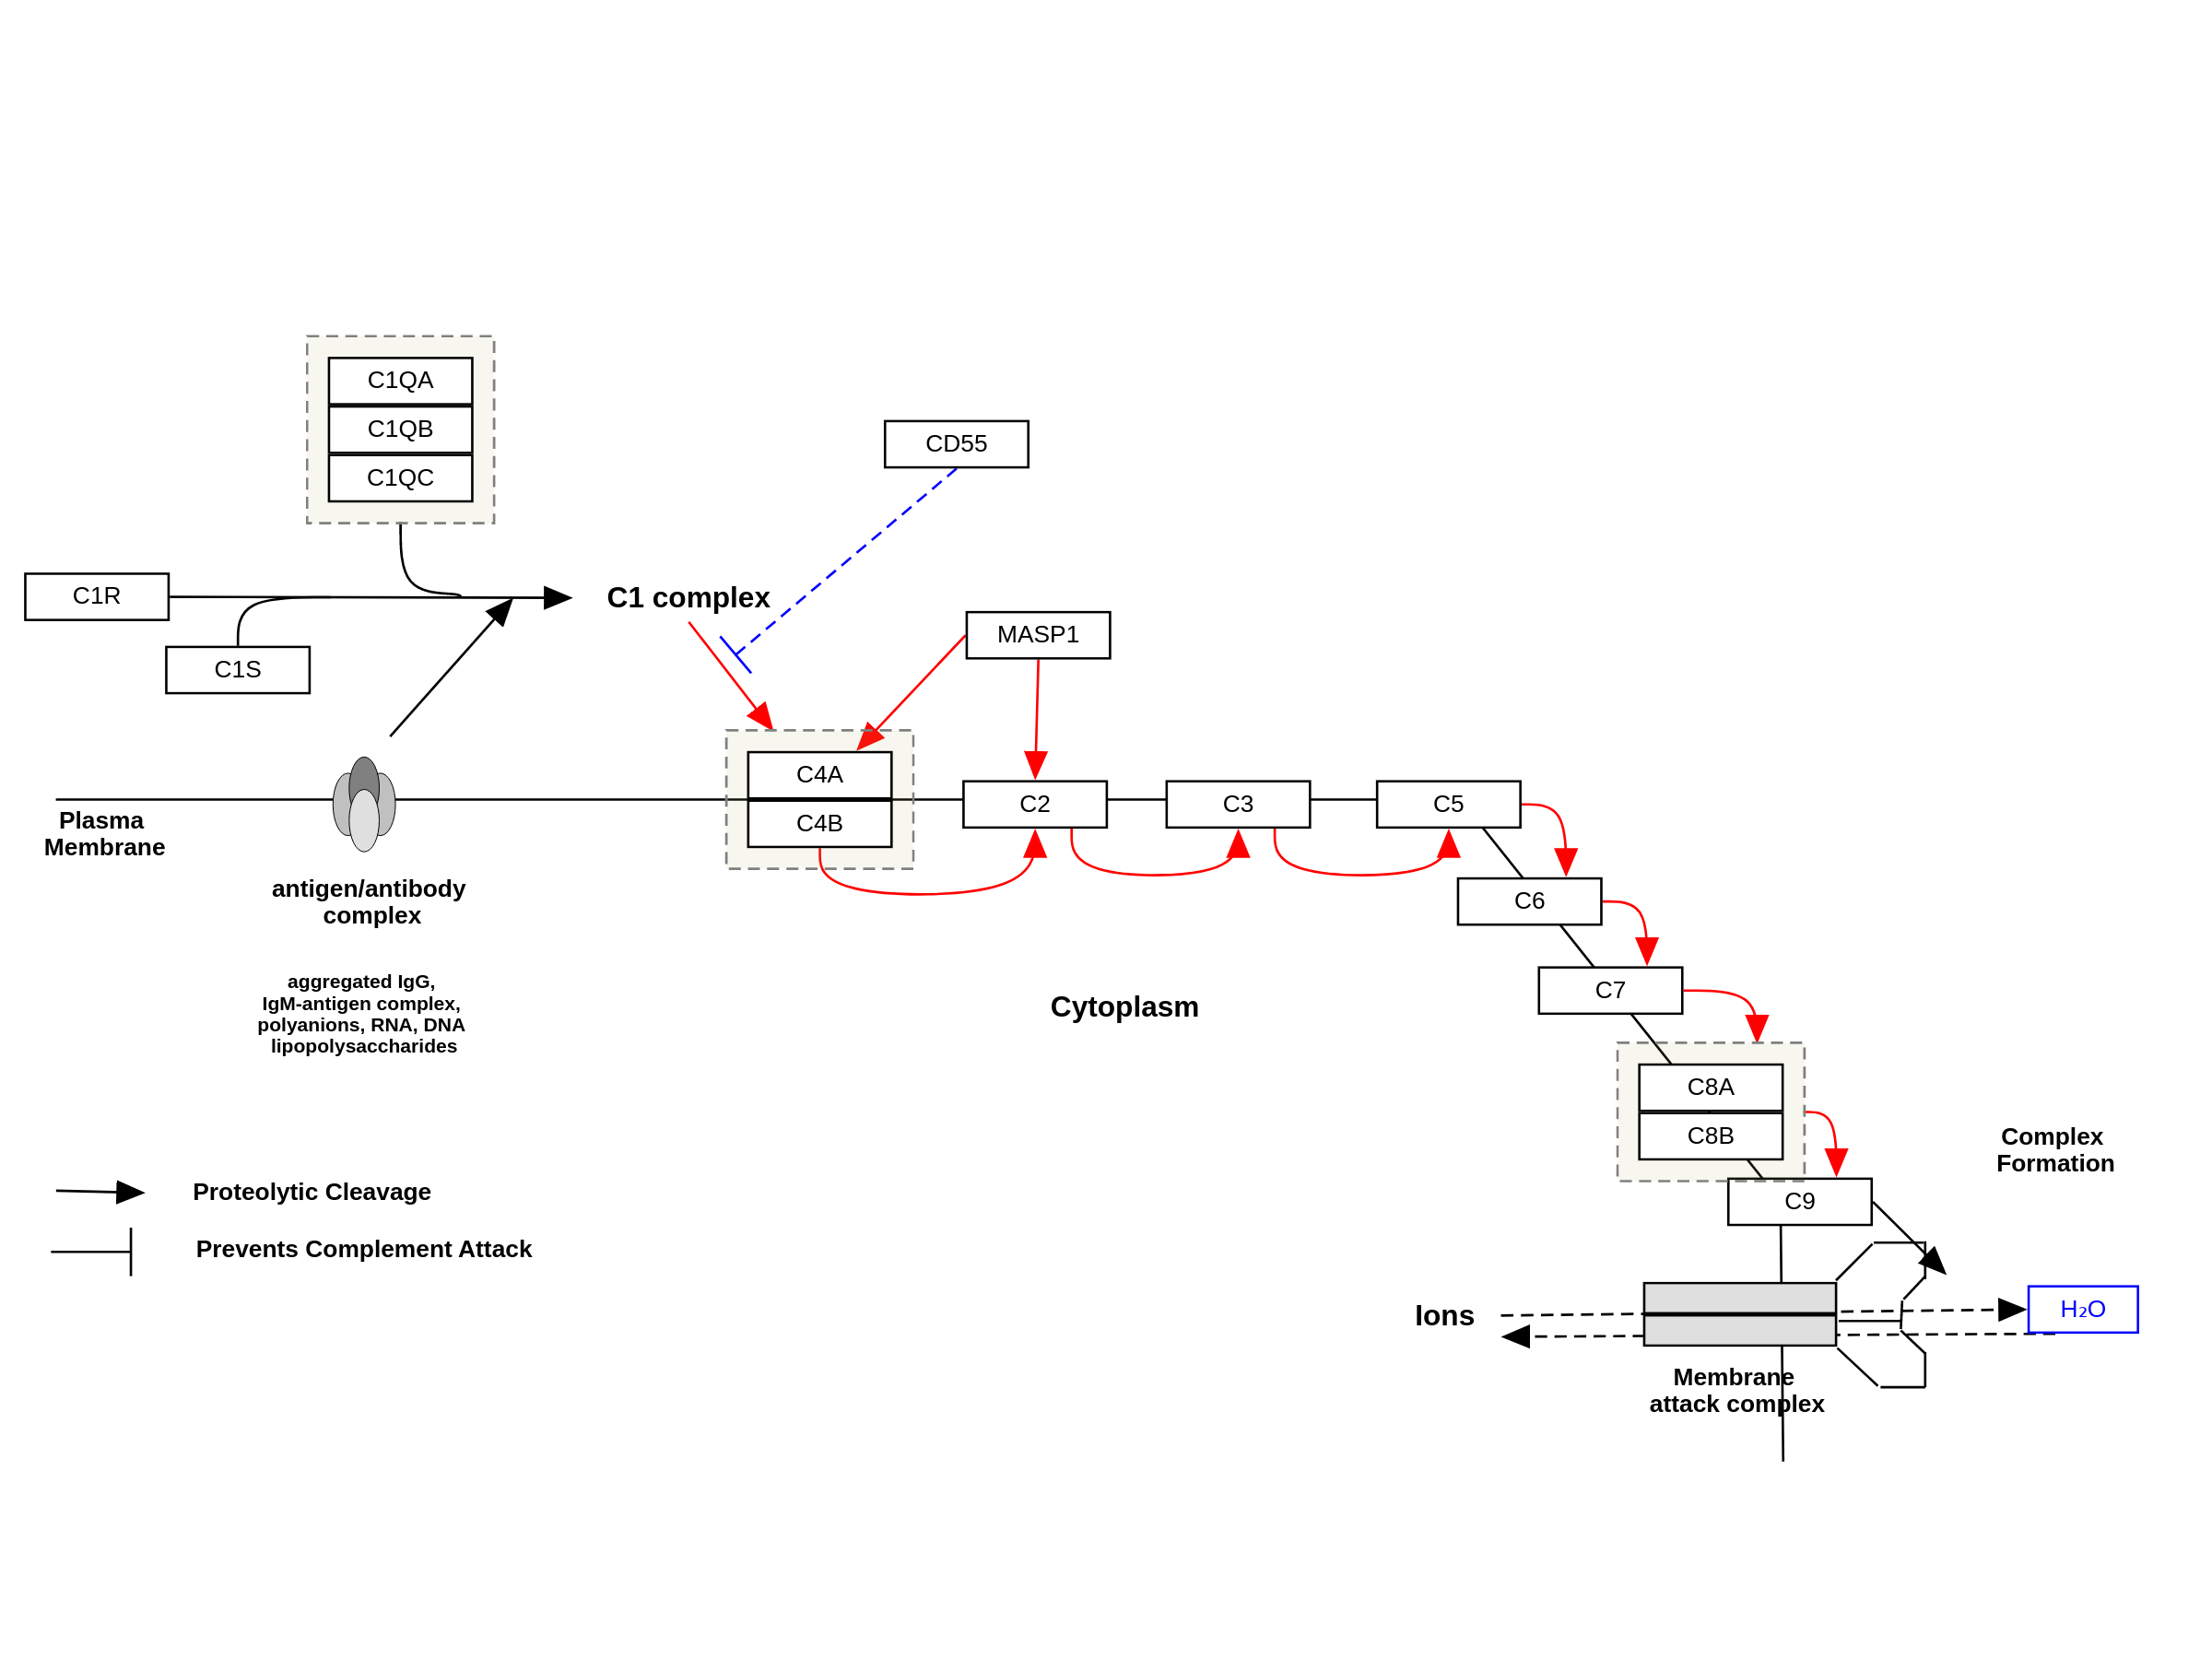 C1QA
C1QB
C1QC
CD55
C1R
C1 complex
MASP1
C1S
C4A
C4B
C2
C3
C5
Plasma
Membrane
antigen/antibody
complex
C6
aggregated IgG,
IgM-antigen complex,
polyanions, RNA, DNA
lipopolysaccharides
Cytoplasm
C7
C8A
C8B
Complex
Formation
Proteolytic Cleavage
C9
Prevents Complement Attack
Ions
H₂O
Membrane
attack complex